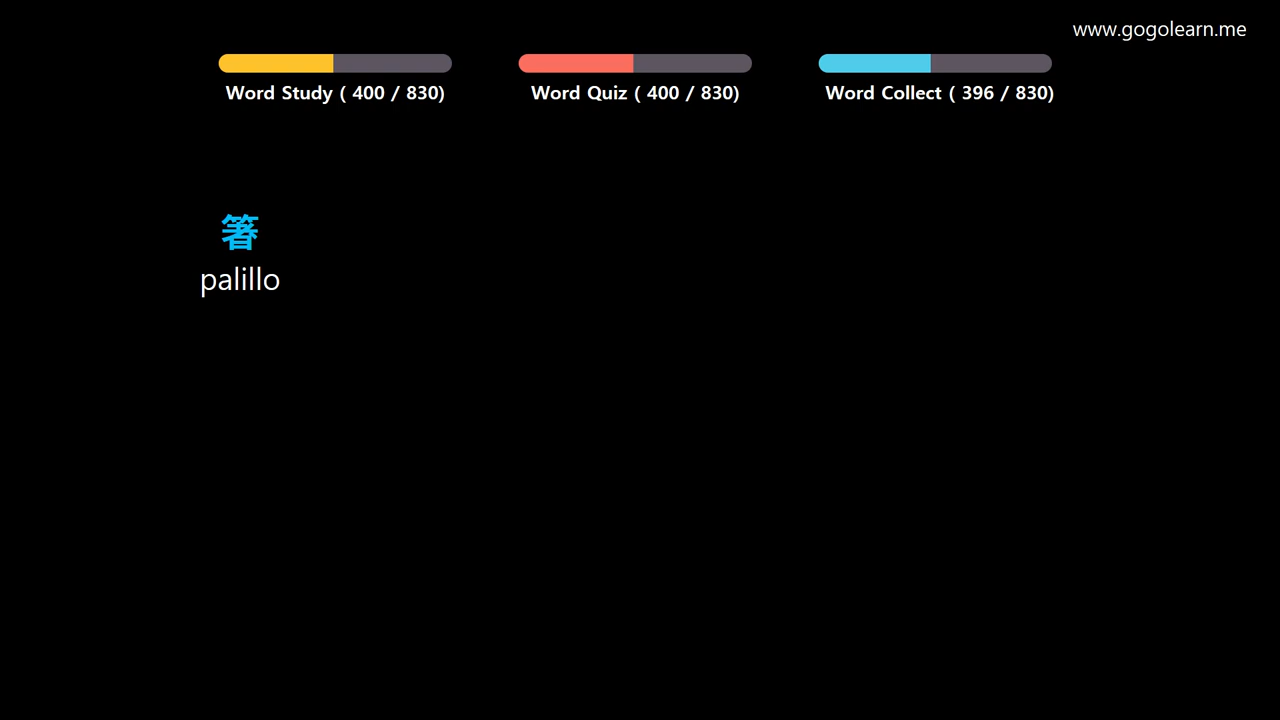 www.gogolearn.me
Word Study ( 400 / 830)
Word Quiz ( 400 / 830)
Word Collect ( 396 / 830)
箸
palillo